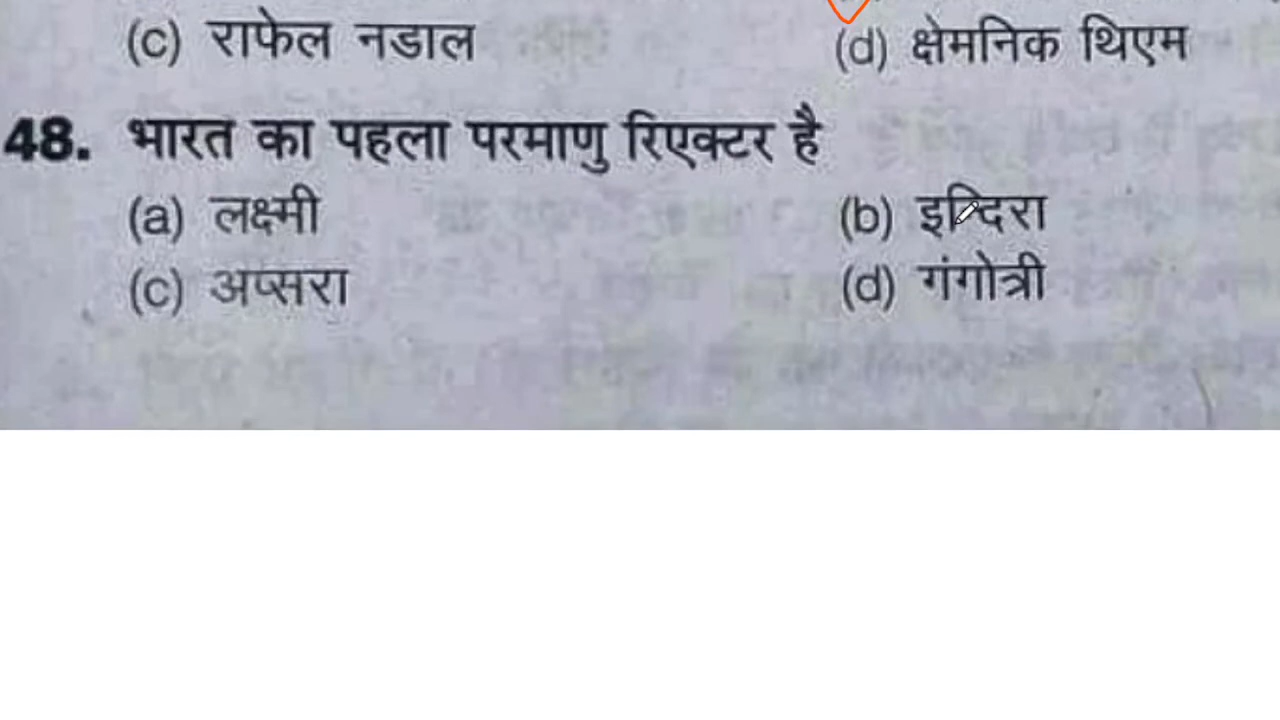 (c) राफेल नडाल (d) क्षेमनिक थिएम
48. भारत का पहला परमाणु रिएक्टर है
(a) लक्ष्मी (b) इन्दिरा
(c) अप्सरा (d) गंगोत्री